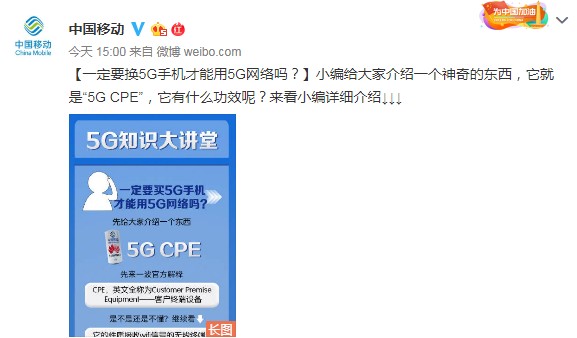 为中国加油
中国移动
中国移动
China Mobile
今天 15:00 来自 微博 weibo.com
【一定要换5G手机才能用5G网络吗？】小编给大家介绍一个神奇的东西，它就
是“5G CPE”，它有什么功效呢？来看小编详细介绍↓↓↓
5G知识大讲堂
一定要买5G手机
才能用5G网络吗？
先给大家介绍一个东西
5G CPE
先来一波官方解释
CPE，英文全称为Customer Premise
Equipment——客户终端设备
是不是还是不懂？继续看
长图